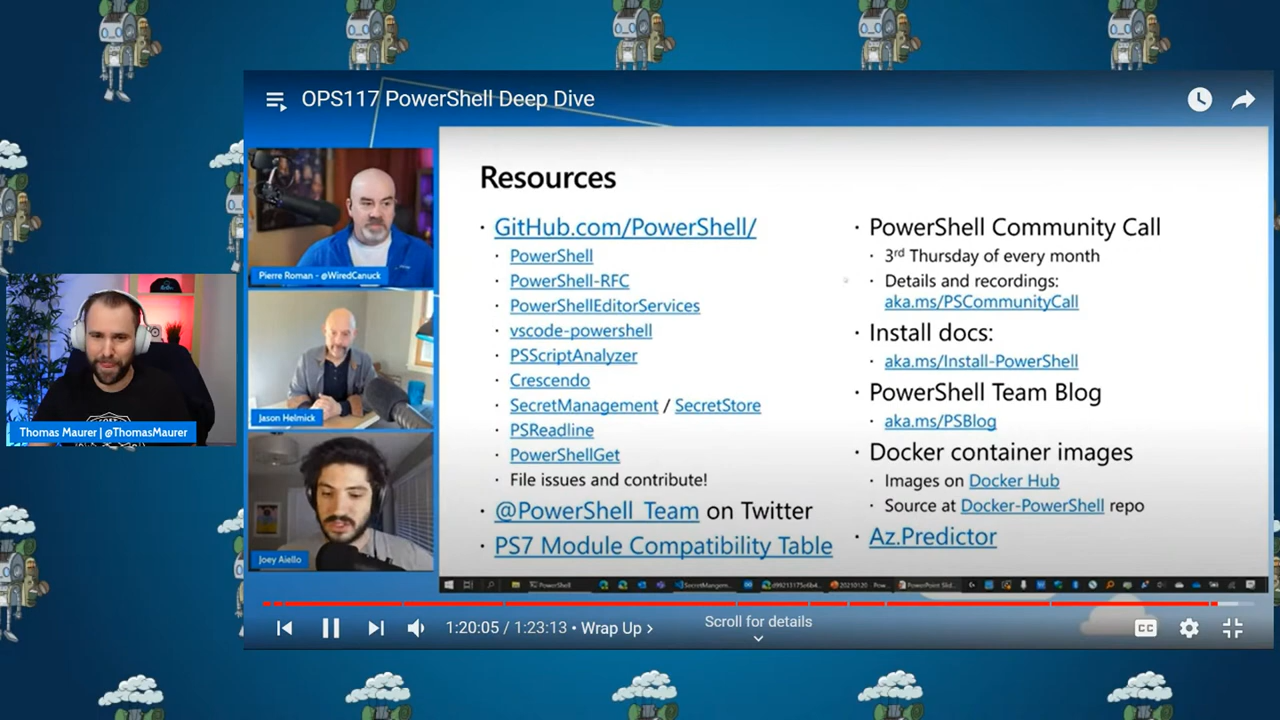 OPS117 PowerShell Deep Dive
Pierre Roman - @WiredCanuck
Thomas Maurer | @ThomasMaurer
Jason Helmick
Joey Aiello
Resources
GitHub.com/PowerShell/
PowerShell
PowerShell-RFC
PowerShellEditorServices
vscode-powershell
PSScriptAnalyzer
Crescendo
SecretManagement / SecretStore
PSReadline
PowerShellGet
File issues and contribute!
@PowerShell_Team on Twitter
PS7 Module Compatibility Table
PowerShell Community Call
3rd Thursday of every month
Details and recordings:
aka.ms/PSCommunityCall
Install docs:
aka.ms/Install-PowerShell
PowerShell Team Blog
aka.ms/PSBlog
Docker container images
Images on Docker Hub
Source at Docker-PowerShell repo
Az.Predictor
PowerShell
1:20:05 / 1:23:13 • Wrap Up ›
Scroll for details
CC